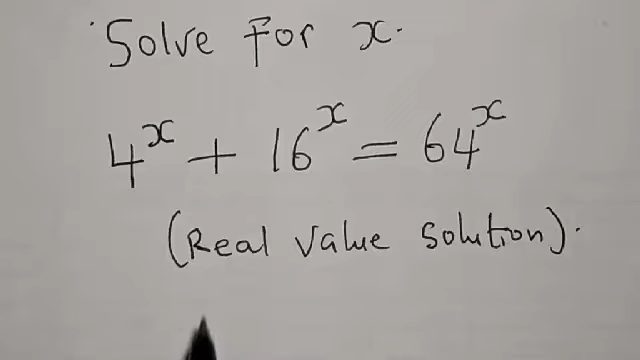 Solve for x.
4^x + 16^x = 64^x
(Real value solution).